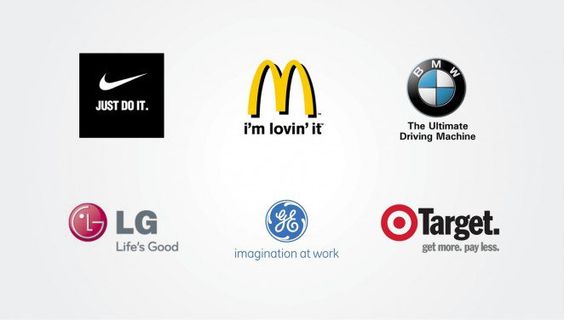 JUST DO IT.
i'm lovin' it™
BMW
The Ultimate
Driving Machine
LG
Life's Good
GE
imagination at work
Target.
get more. pay less.